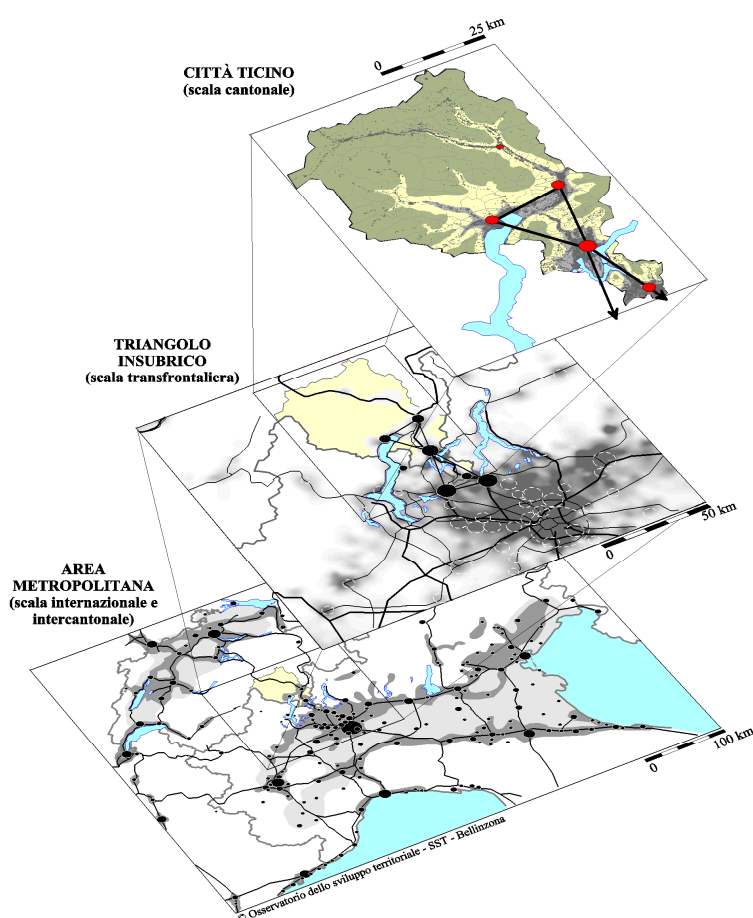 0 25 km
CITTÀ TICINO
(scala cantonale)
TRIANGOLO
INSUBRICO
(scala transfrontalicra)
0 50 km
AREA
METROPOLITANA
(scala internazionale e
intercantonale)
0 100 km
© Osservatorio dello sviluppo territoriale - SST - Bellinzona